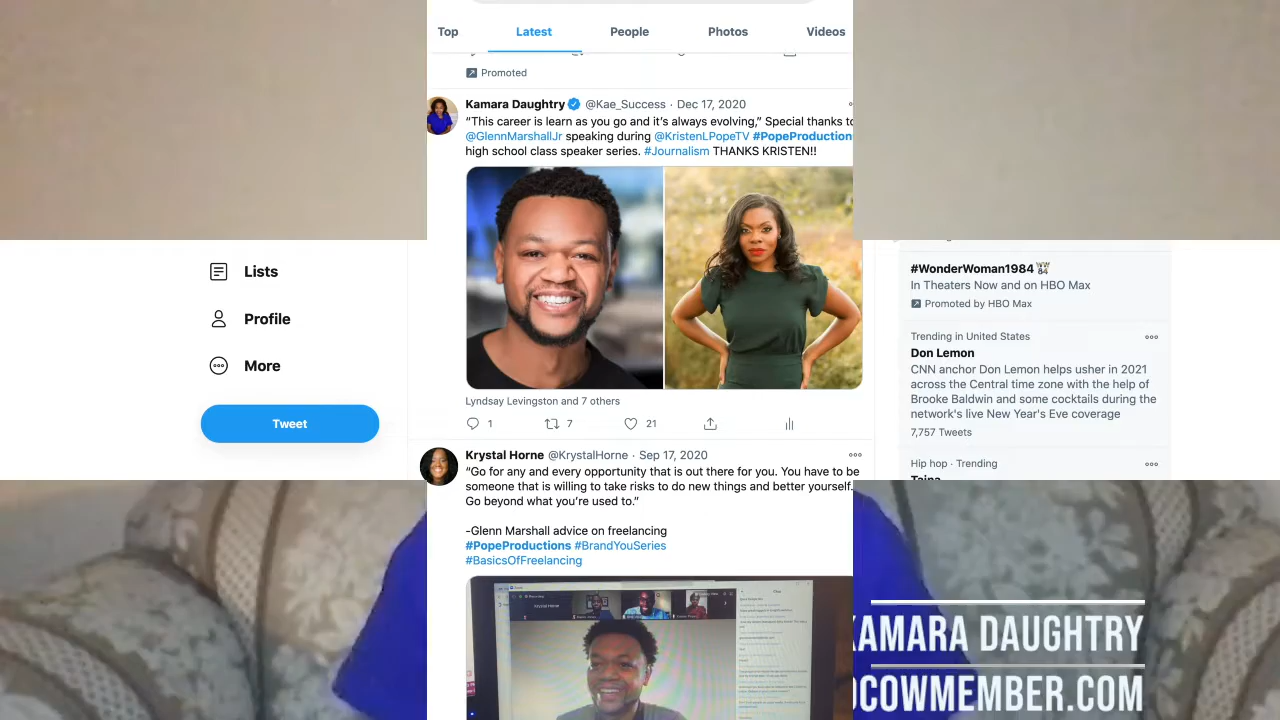 Top Latest People Photos Videos
Promoted
Kamara Daughtry @Kae_Success · Dec 17, 2020
“This career is learn as you go and it’s always evolving,” Special thanks to
@GlennMarshallJr speaking during @KristenLPopeTV #PopeProduction
high school class speaker series. #Journalism THANKS KRISTEN!!
Lyndsay Levingston and 7 others
1 7 21
Krystal Horne @KrystalHorne · Sep 17, 2020
“Go for any and every opportunity that is out there for you. You have to be
someone that is willing to take risks to do new things and better yourself.
Go beyond what you’re used to.”
-Glenn Marshall advice on freelancing
#PopeProductions #BrandYouSeries
#BasicsOfFreelancing
Krystal Horne
Lists
Profile
More
Tweet
#WonderWoman1984
In Theaters Now and on HBO Max
Promoted by HBO Max
Trending in United States
Don Lemon
CNN anchor Don Lemon helps usher in 2021
across the Central time zone with the help of
Brooke Baldwin and some cocktails during the
network's live New Year's Eve coverage
7,757 Tweets
Hip hop · Trending
KAMARA DAUGHTRY
OCOWMEMBER.COM